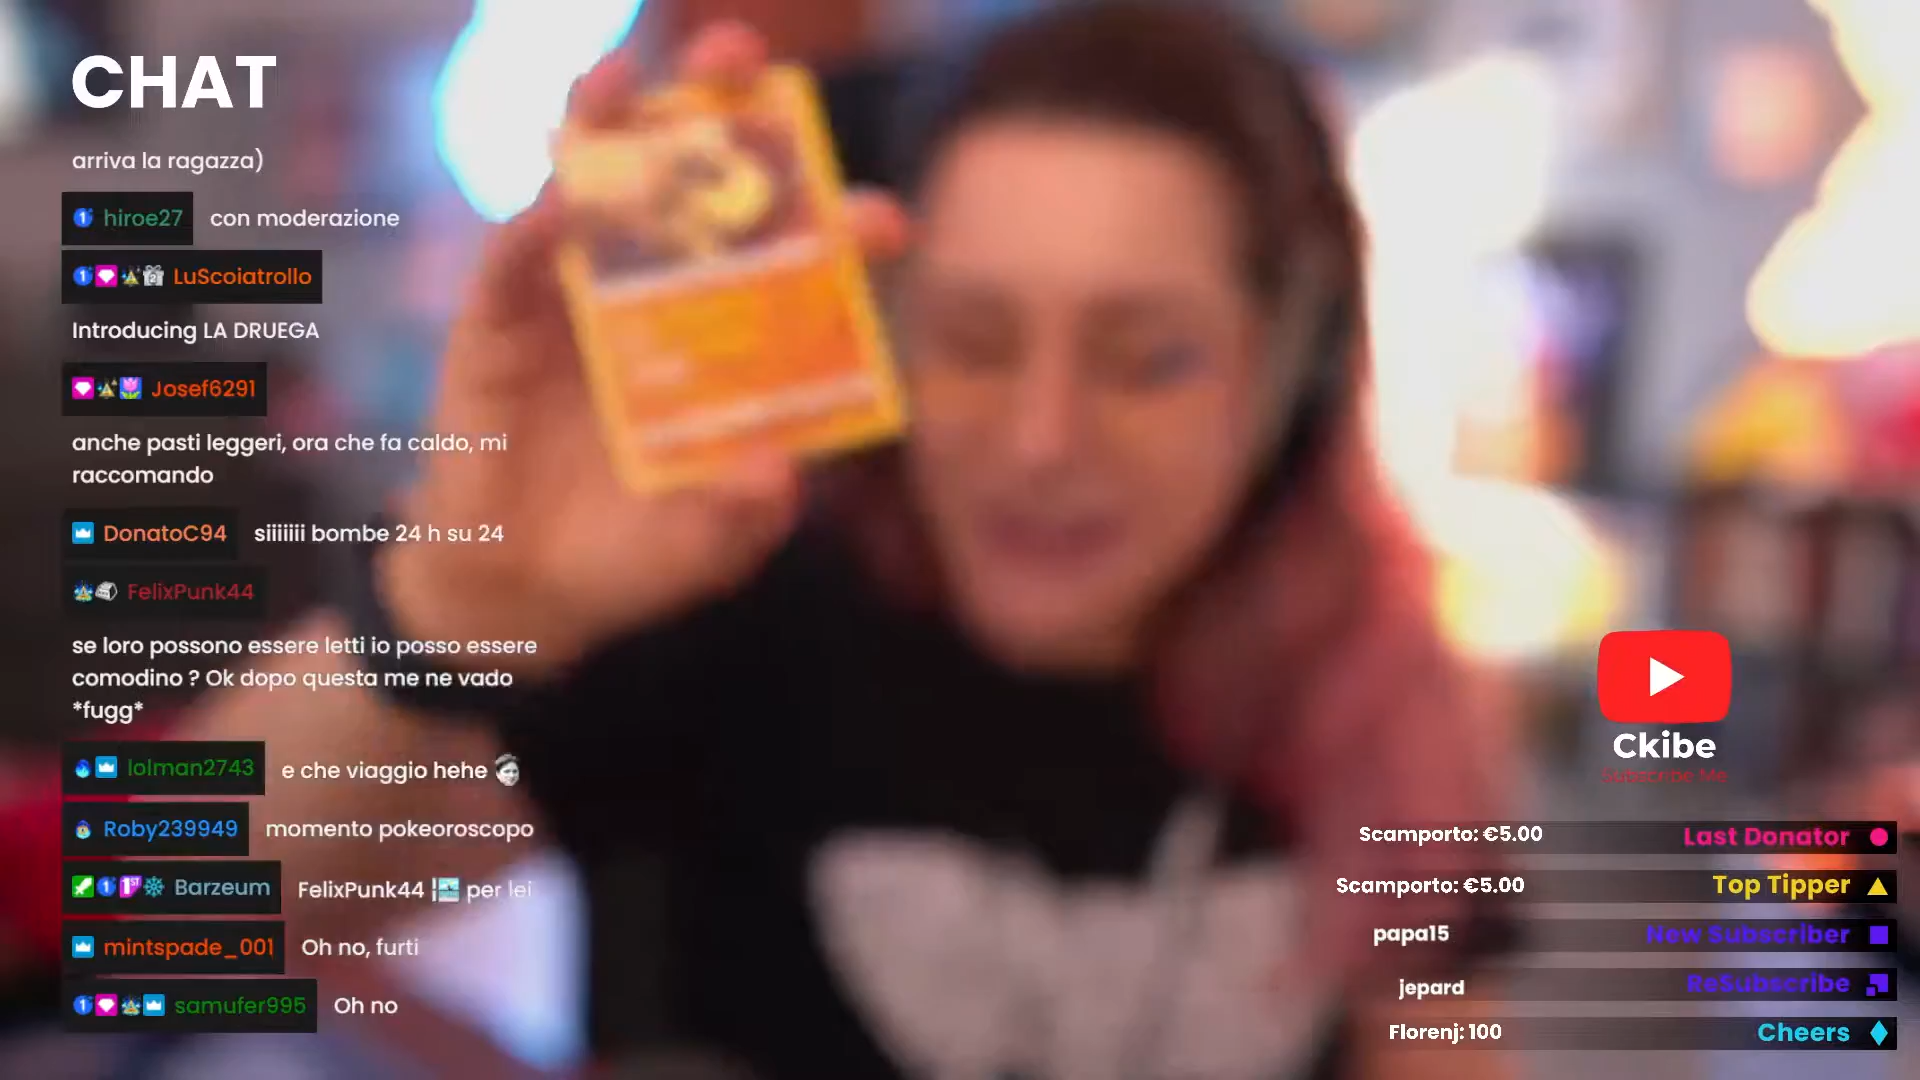 CHAT
arriva la ragazza)
hiroe27 con moderazione
LuScoiatrollo
Introducing LA DRUEGA
Josef6291
anche pasti leggeri, ora che fa caldo, mi
raccomando
DonatoC94 siiiiiii bombe 24 h su 24
FelixPunk44
se loro possono essere letti io posso essere
comodino ? Ok dopo questa me ne vado
*fugg*
lolman2743 e che viaggio hehe
Roby239949 momento pokeoroscopo
Barzeum FelixPunk44 per lei
mintspade_001 Oh no, furti
samufer995 Oh no
Ckibe
Subscribe Me
Scamporto: €5.00 Last Donator
Scamporto: €5.00 Top Tipper
papa15 New Subscriber
jepard ReSubscribe
Florenj: 100 Cheers